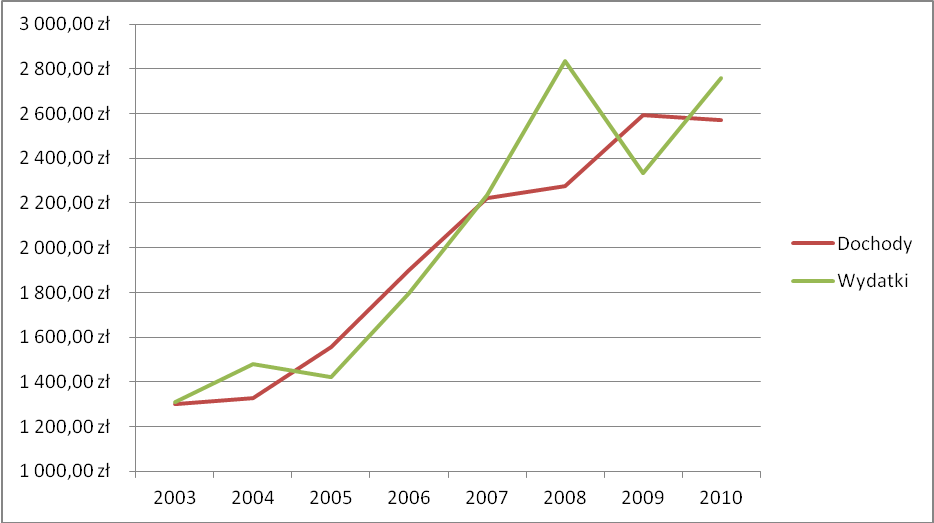 3 000,00 zł
2 800,00 zł
2 600,00 zł
2 400,00 zł
2 200,00 zł
2 000,00 zł
1 800,00 zł
1 600,00 zł
1 400,00 zł
1 200,00 zł
1 000,00 zł
2003 2004 2005 2006 2007 2008 2009 2010
Dochody
Wydatki